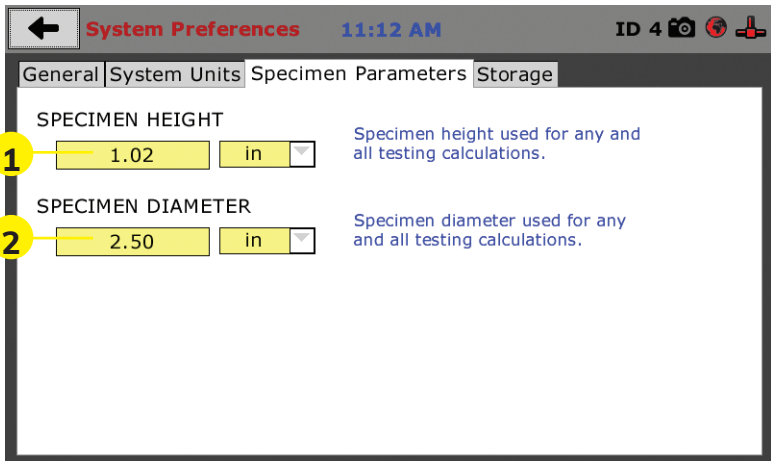 System Preferences 11:12 AM ID 4
General System Units Specimen Parameters Storage
SPECIMEN HEIGHT
1 1.02 in
Specimen height used for any and
all testing calculations.
SPECIMEN DIAMETER
2 2.50 in
Specimen diameter used for any
and all testing calculations.